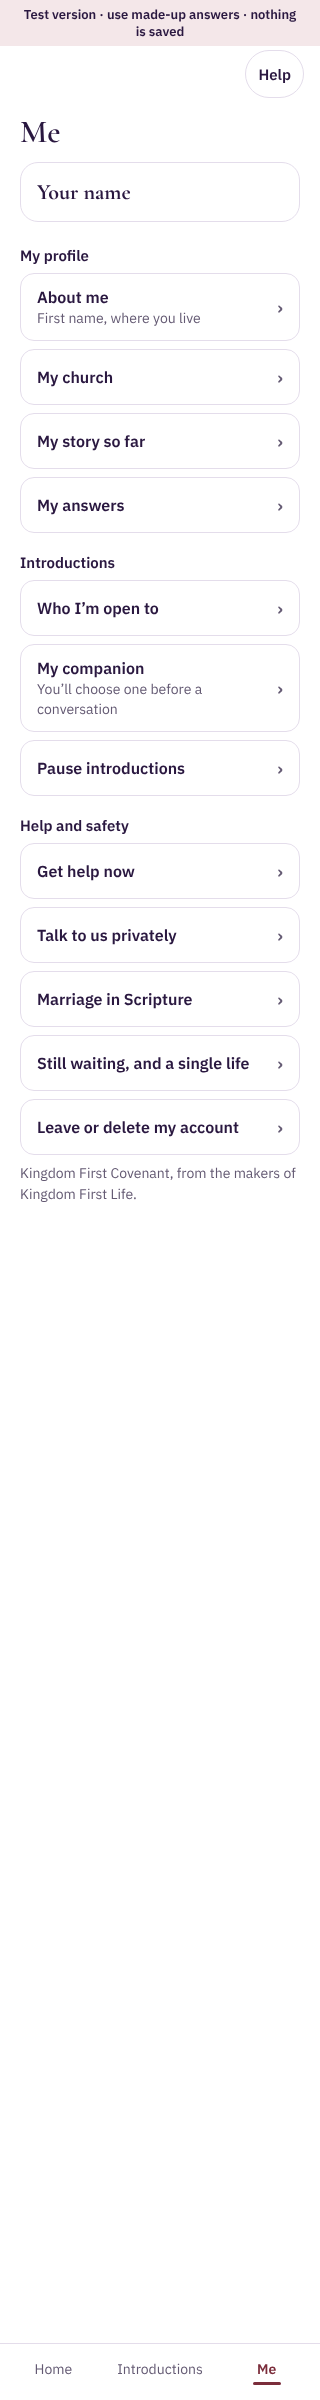 Test version · use made-up answers · nothing
is saved
Help
Me
Your name
My profile
About me
First name, where you live
›
My church
›
My story so far
›
My answers
›
Introductions
Who I’m open to
›
My companion
You’ll choose one before a
conversation
›
Pause introductions
›
Help and safety
Get help now
›
Talk to us privately
›
Marriage in Scripture
›
Still waiting, and a single life
›
Leave or delete my account
›
Kingdom First Covenant, from the makers of
Kingdom First Life.
Home
Introductions
Me